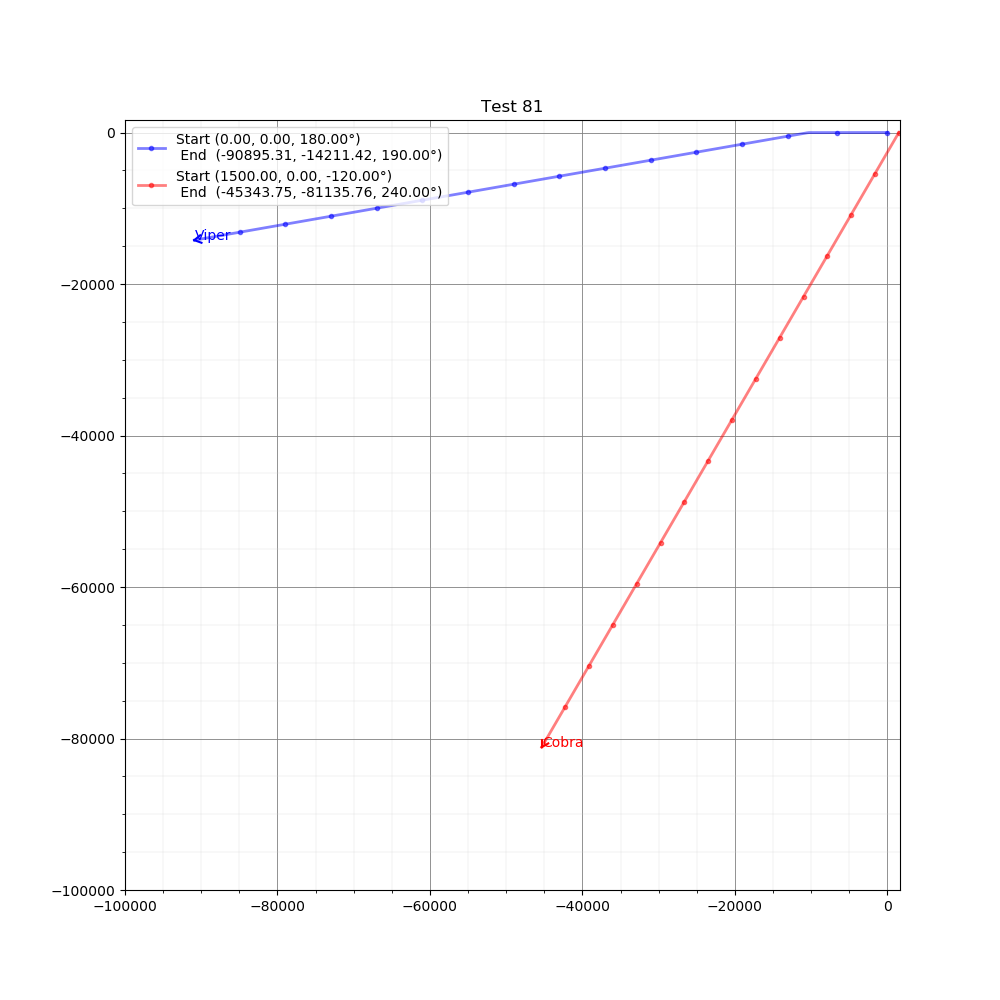 Test 81
Start (0.00, 0.00, 180.00°)
End (-90895.31, -14211.42, 190.00°)
Start (1500.00, 0.00, -120.00°)
End (-45343.75, -81135.76, 240.00°)
Viper
Cobra
0
−20000
−40000
−60000
−80000
−100000
−100000 −80000 −60000 −40000 −20000 0